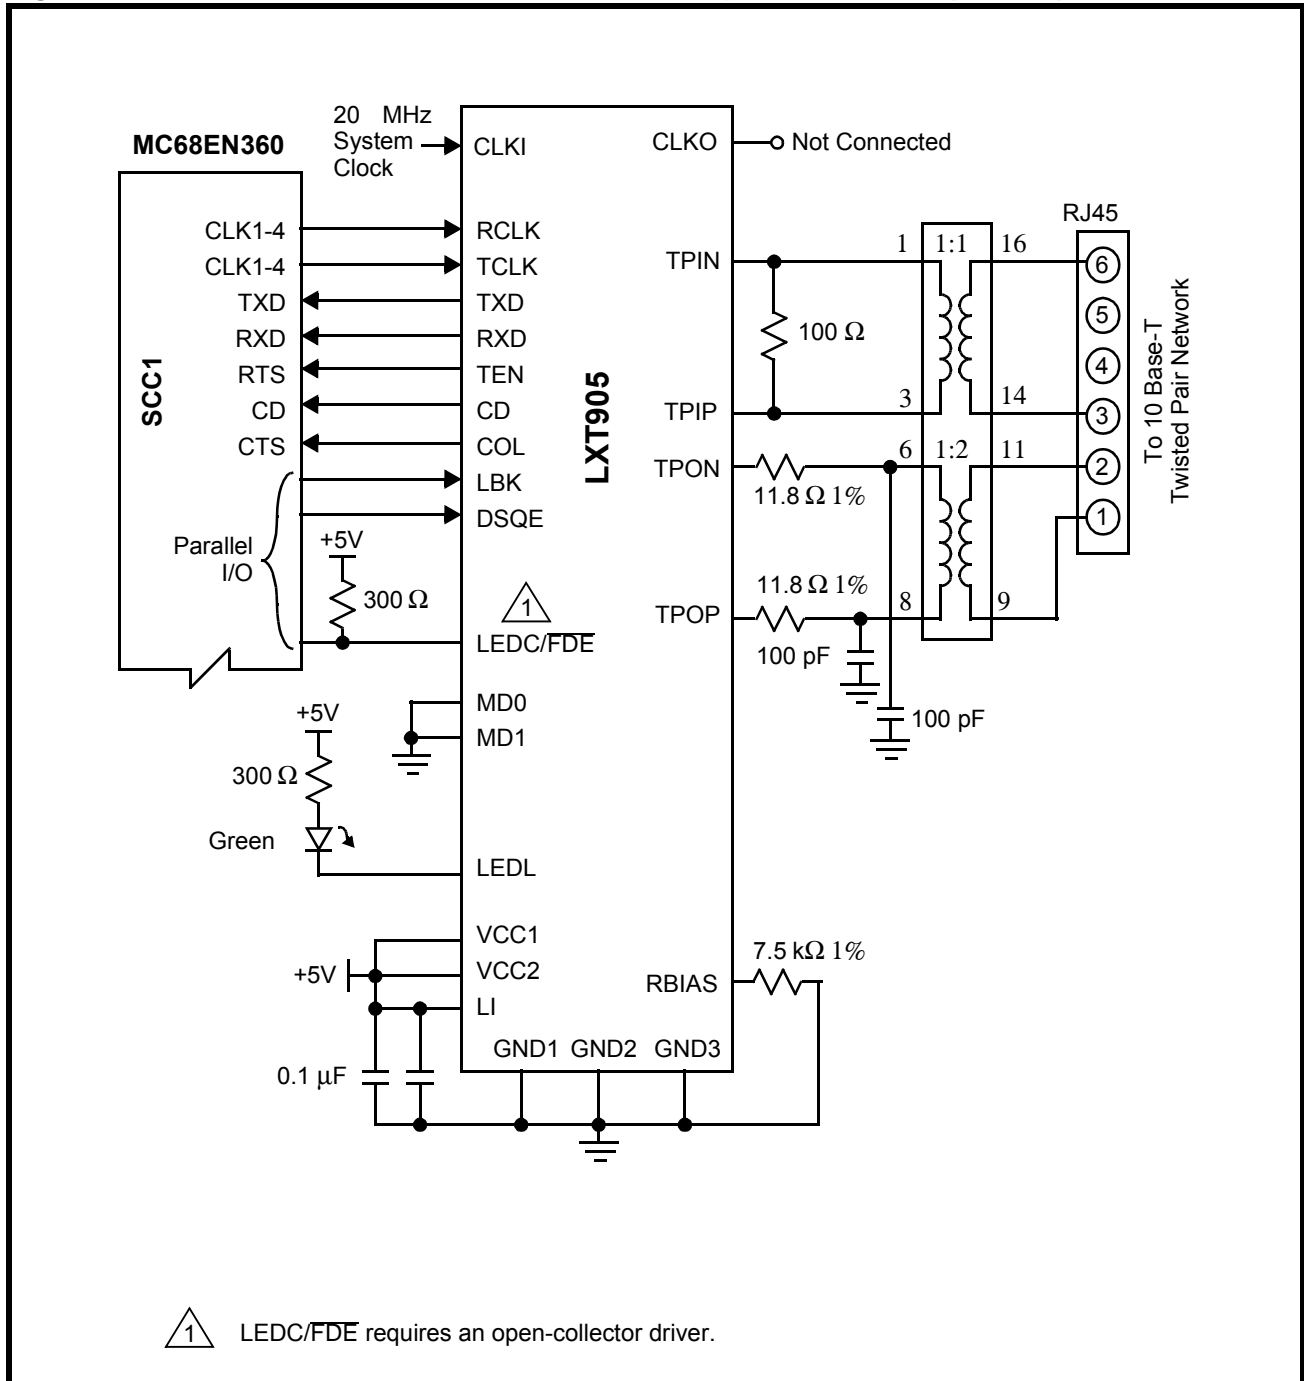 20 MHz
System
Clock
MC68EN360
SCC1
CLK1-4
CLK1-4
TXD
RXD
RTS
CD
CTS
Parallel
I/O
+5V
300 Ω
LXT905
CLKI
RCLK
TCLK
TXD
RXD
TEN
CD
COL
LBK
DSQE
1
LEDC/FDE
MD0
MD1
+5V
300 Ω
Green
LEDL
VCC1
+5V
VCC2
LI
0.1 µF
GND1 GND2 GND3
CLKO
Not Connected
TPIN
100 Ω
TPIP
TPON
11.8 Ω 1%
11.8 Ω 1%
TPOP
100 pF
100 pF
7.5 kΩ 1%
RBIAS
1 1:1 16
3 14
6 1:2 11
8 9
RJ45
6
5
4
3
2
1
To 10 Base-T
Twisted Pair Network
1 LEDC/FDE requires an open-collector driver.